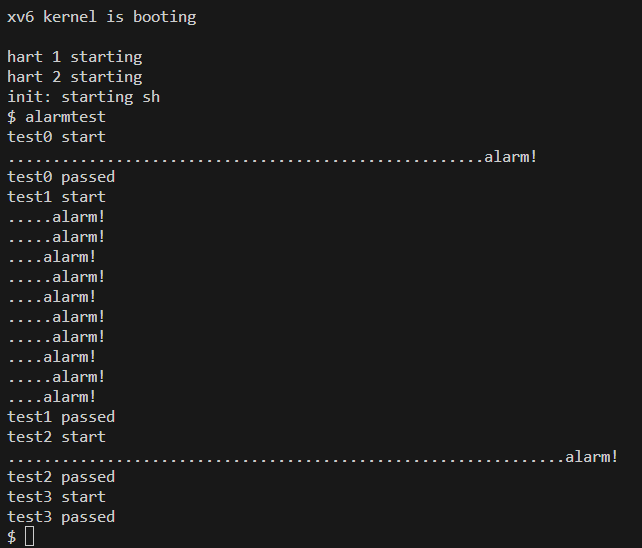 xv6 kernel is booting
hart 1 starting
hart 2 starting
init: starting sh
$ alarmtest
test0 start
.....................................................alarm!
test0 passed
test1 start
.....alarm!
.....alarm!
....alarm!
.....alarm!
....alarm!
.....alarm!
.....alarm!
....alarm!
.....alarm!
....alarm!
test1 passed
test2 start
..............................................................alarm!
test2 passed
test3 start
test3 passed
$